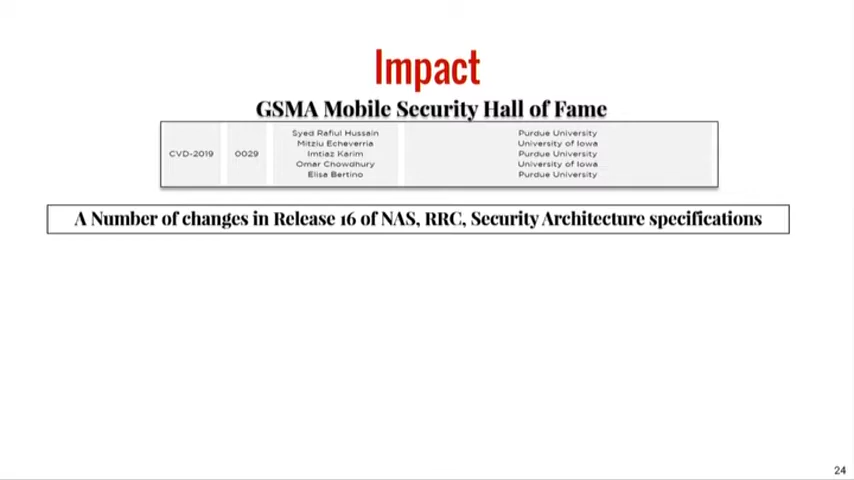 Impact
GSMA Mobile Security Hall of Fame
CVD-2019 0029 Syed Rafiul Hussain Purdue University
Mitziu Echeverria University of Iowa
Imtiaz Karim Purdue University
Omar Chowdhury University of Iowa
Elisa Bertino Purdue University
A Number of changes in Release 16 of NAS, RRC, Security Architecture specifications
24